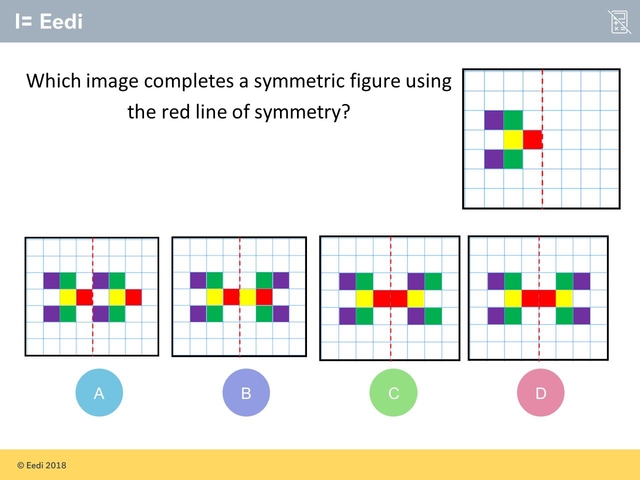 I= Eedi
Which image completes a symmetric figure using
the red line of symmetry?
A
B
C
D
© Eedi 2018